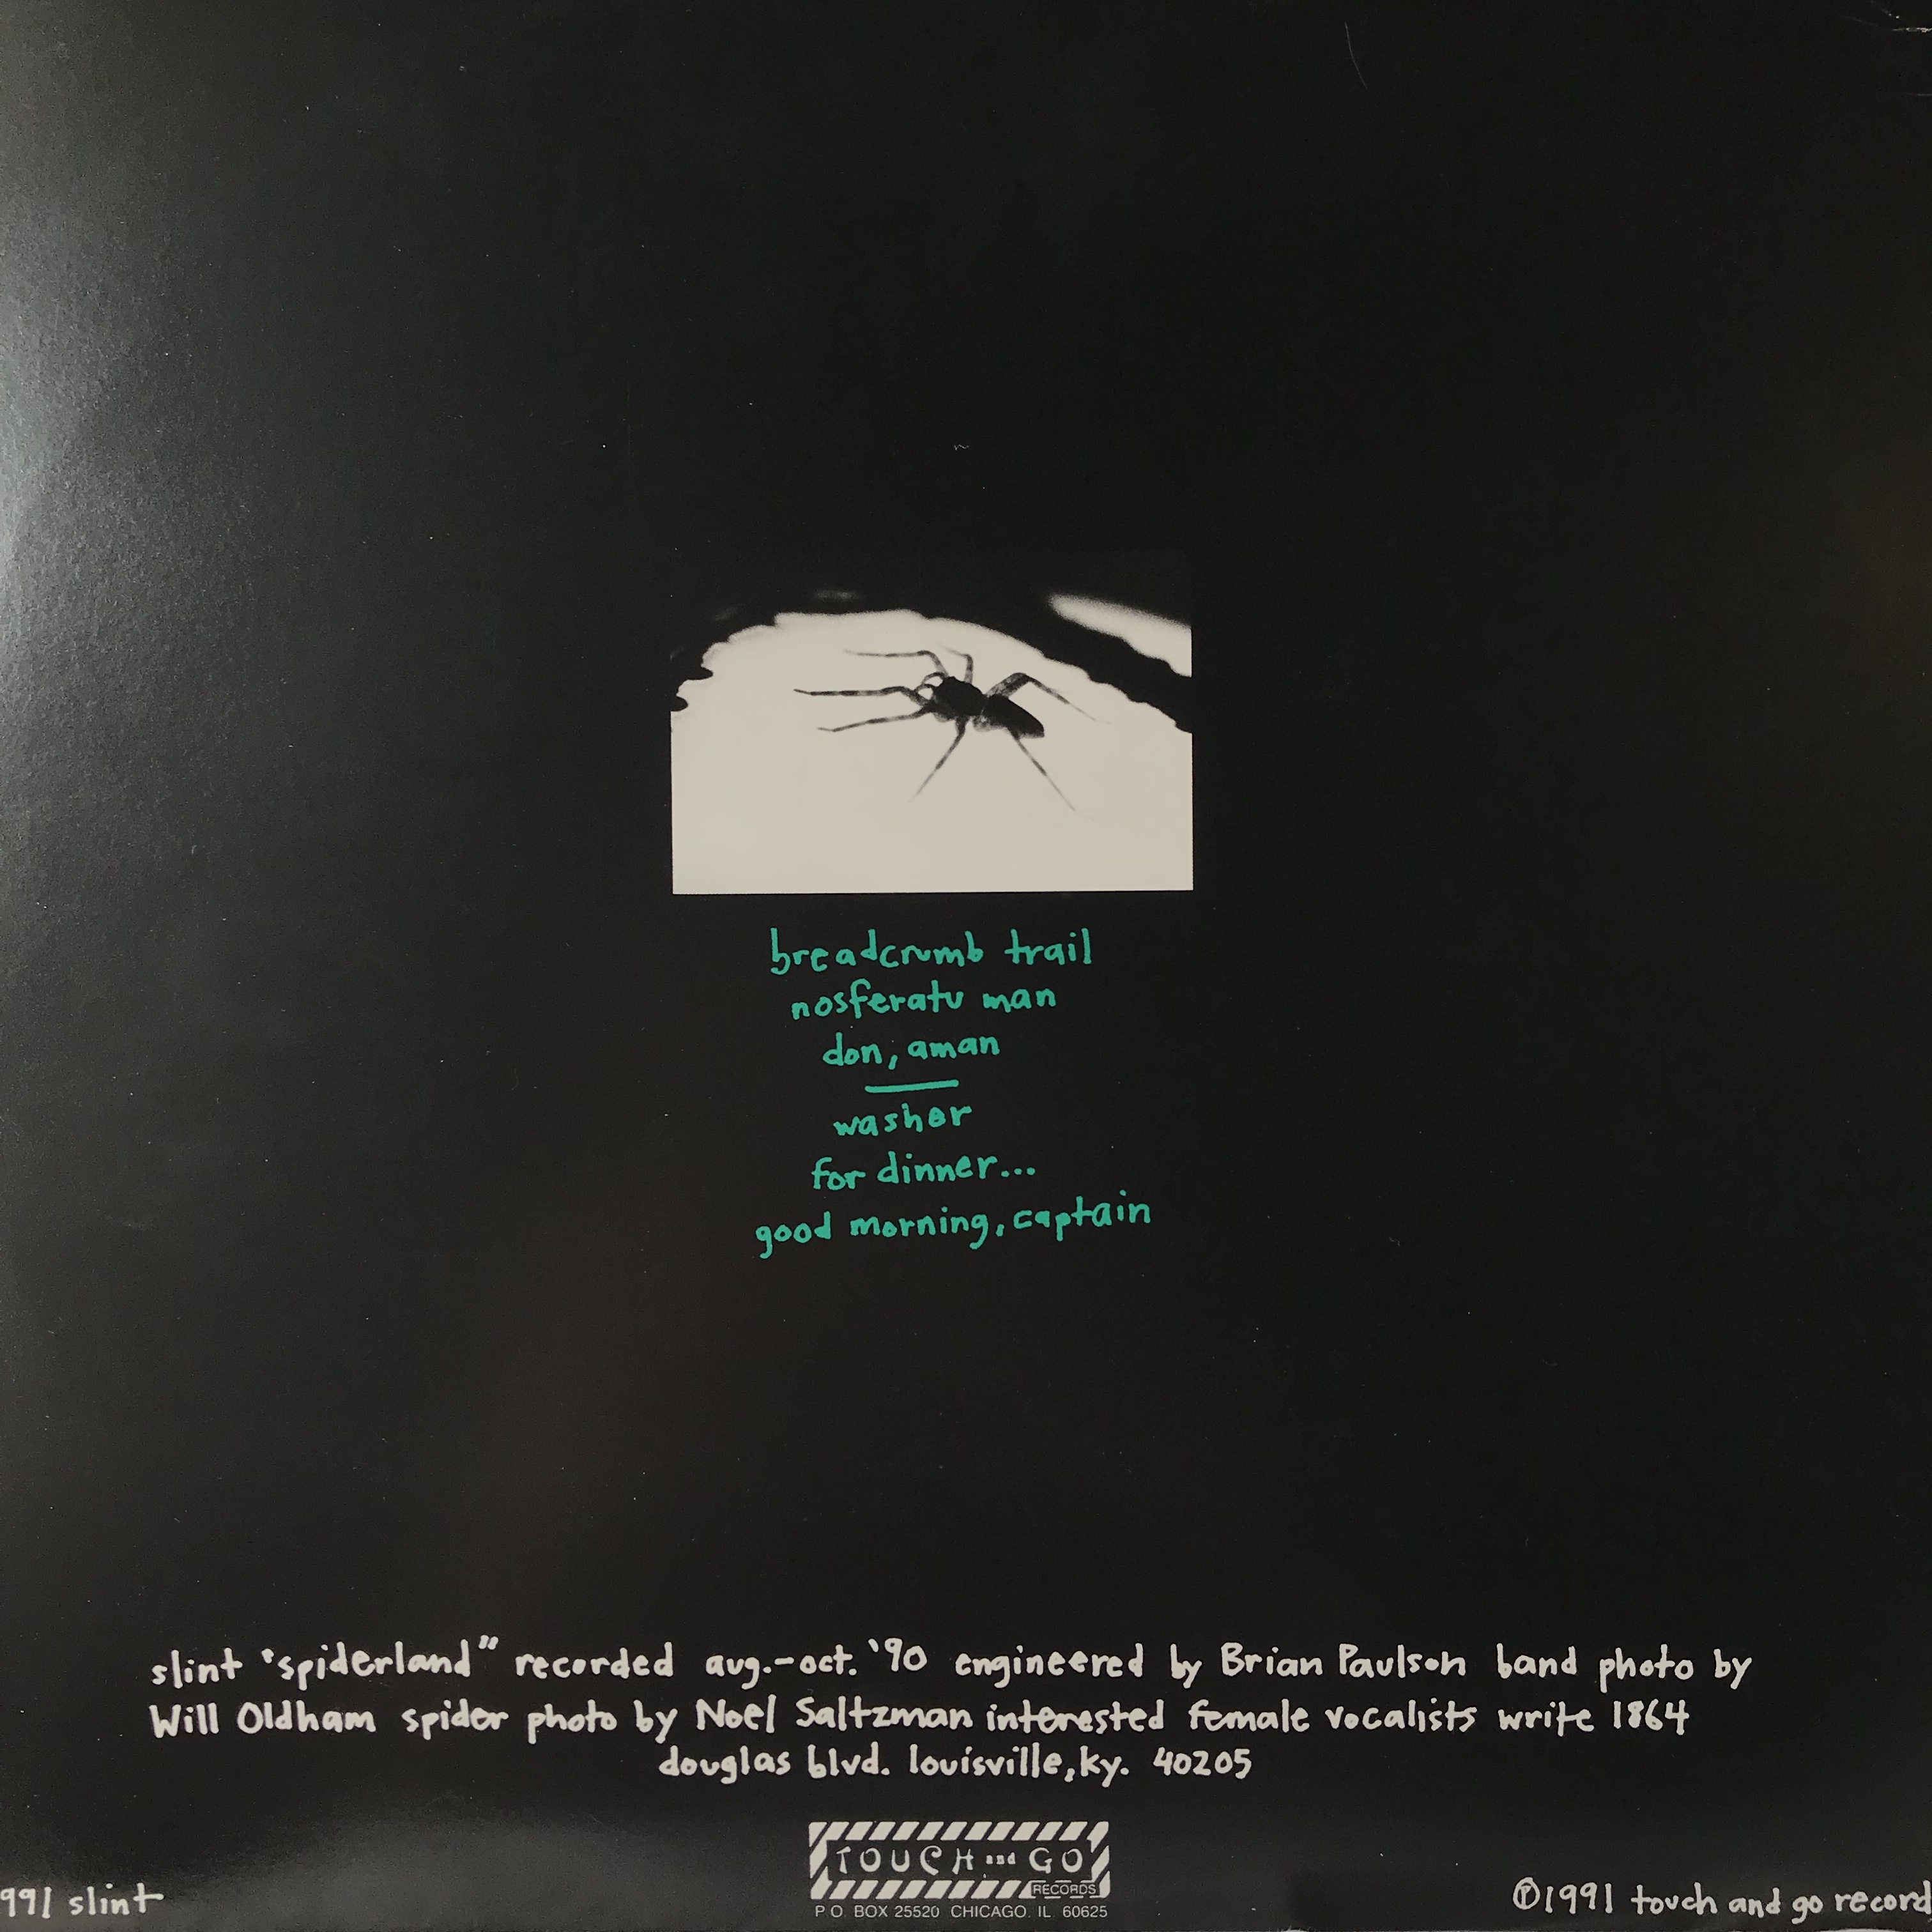 breadcrumb trail
nosferatu man
don, aman
washer
for dinner...
good morning, captain
slint "spiderland" recorded aug.-oct. '90 engineered by Brian Paulson band photo by
Will Oldham spider photo by Noel Saltzman interested female vocalists write 1864
douglas blvd. louisville, ky. 40205
TOUCH and GO
RECORDS
P O. BOX 25520 CHICAGO. IL 60625
991 slint
℗1991 touch and go record